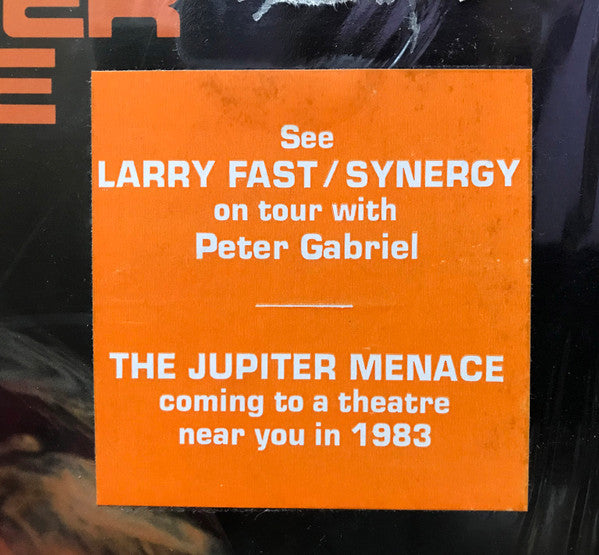 ER
E
See
LARRY FAST/SYNERGY
on tour with
Peter Gabriel
THE JUPITER MENACE
coming to a theatre
near you in 1983